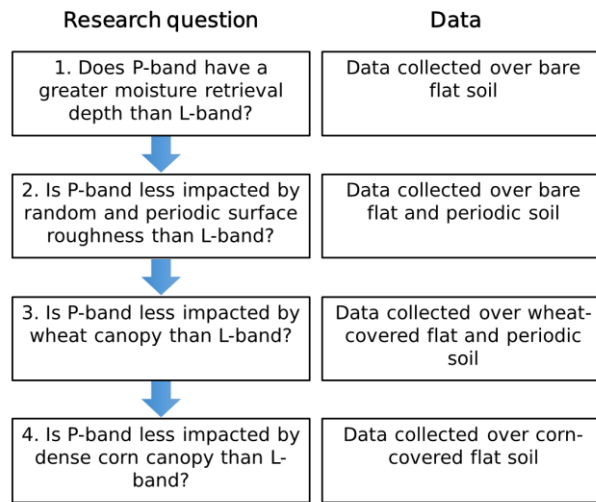 Research question
Data
1. Does P-band have a
greater moisture retrieval
depth than L-band?
Data collected over bare
flat soil
2. Is P-band less impacted by
random and periodic surface
roughness than L-band?
Data collected over bare
flat and periodic soil
3. Is P-band less impacted by
wheat canopy than L-band?
Data collected over wheat-
covered flat and periodic
soil
4. Is P-band less impacted by
dense corn canopy than L-
band?
Data collected over corn-
covered flat soil